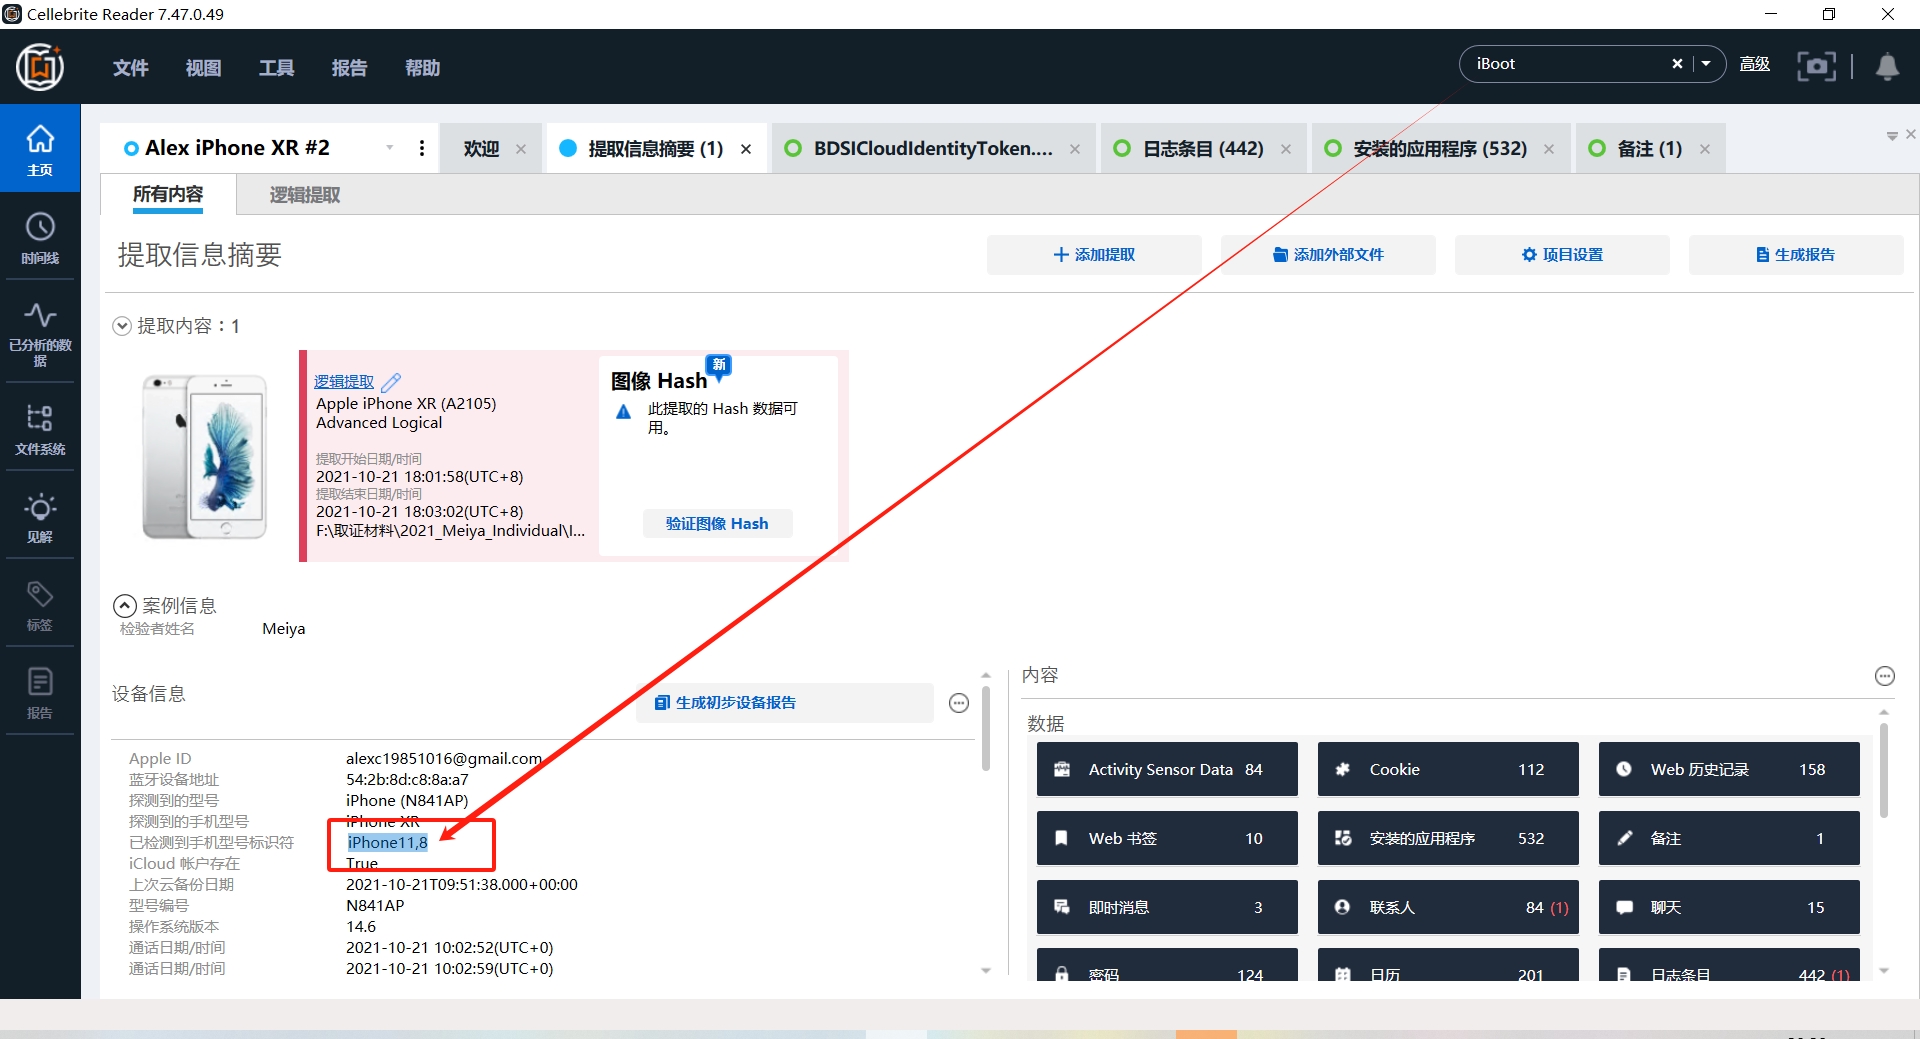 Cellebrite Reader 7.47.0.49
文件 视图 工具 报告 帮助
iBoot
高级
主页
时间线
已分析的数
据
文件系统
见解
标签
报告
Alex iPhone XR #2
欢迎
提取信息摘要 (1)
BDSICloudIdentityToken....
日志条目 (442)
安装的应用程序 (532)
备注 (1)
所有内容
逻辑提取
提取信息摘要
添加提取
添加外部文件
项目设置
生成报告
提取内容：1
逻辑提取
Apple iPhone XR (A2105)
Advanced Logical
提取开始日期/时间
2021-10-21 18:01:58(UTC+8)
提取结束日期/时间
2021-10-21 18:03:02(UTC+8)
F:\取证材料\2021_Meiya_Individual\I...
图像 Hash
新
此提取的 Hash 数据可
用。
验证图像 Hash
案例信息
检验者姓名 Meiya
设备信息
生成初步设备报告
Apple ID alexc19851016@gmail.com
蓝牙设备地址 54:2b:8d:c8:8a:a7
探测到的型号 iPhone (N841AP)
探测到的手机型号 iPhone XR
已检测到手机型号标识符 iPhone11,8
iCloud 帐户存在 True
上次云备份日期 2021-10-21T09:51:38.000+00:00
型号编号 N841AP
操作系统版本 14.6
通话日期/时间 2021-10-21 10:02:52(UTC+0)
通话日期/时间 2021-10-21 10:02:59(UTC+0)
内容
数据
Activity Sensor Data 84
Cookie 112
Web 历史记录 158
Web 书签 10
安装的应用程序 532
备注 1
即时消息 3
联系人 84 (1)
聊天 15
密码 124
日历 201
日志条目 442 (1)